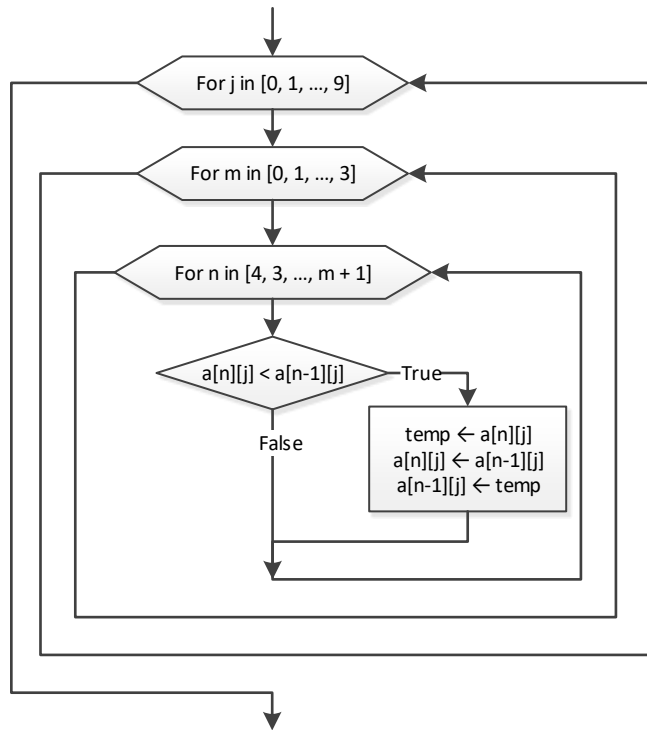 For j in [0, 1, ..., 9]
For m in [0, 1, ..., 3]
For n in [4, 3, ..., m + 1]
a[n][j] < a[n-1][j]
True
False
temp ← a[n][j]
a[n][j] ← a[n-1][j]
a[n-1][j] ← temp